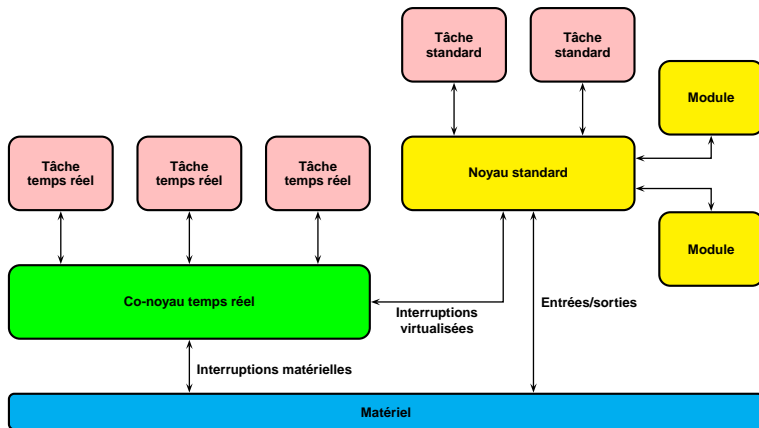 Tâche
standard
Tâche
standard
Module
Tâche
temps réel
Tâche
temps réel
Tâche
temps réel
Noyau standard
Module
Co-noyau temps réel
Interruptions
virtualisées
Entrées/sorties
Interruptions matérielles
Matériel